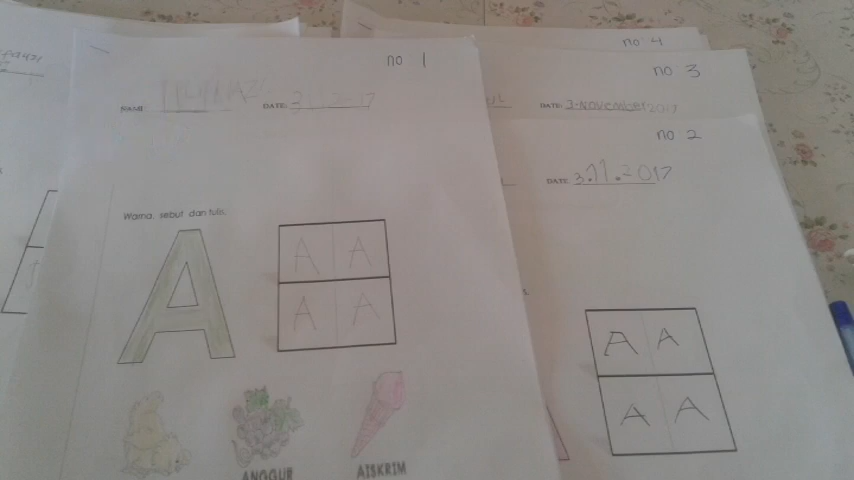 no 1
NAME:
DATE: 3.11.2017
Warna, sebut dan tulis.
A
A A
A A
ANGGUR AISKRIM
no 4
no 3
DATE: 3-November 2017
no 2
DATE: 3.11.2017
A A
A A